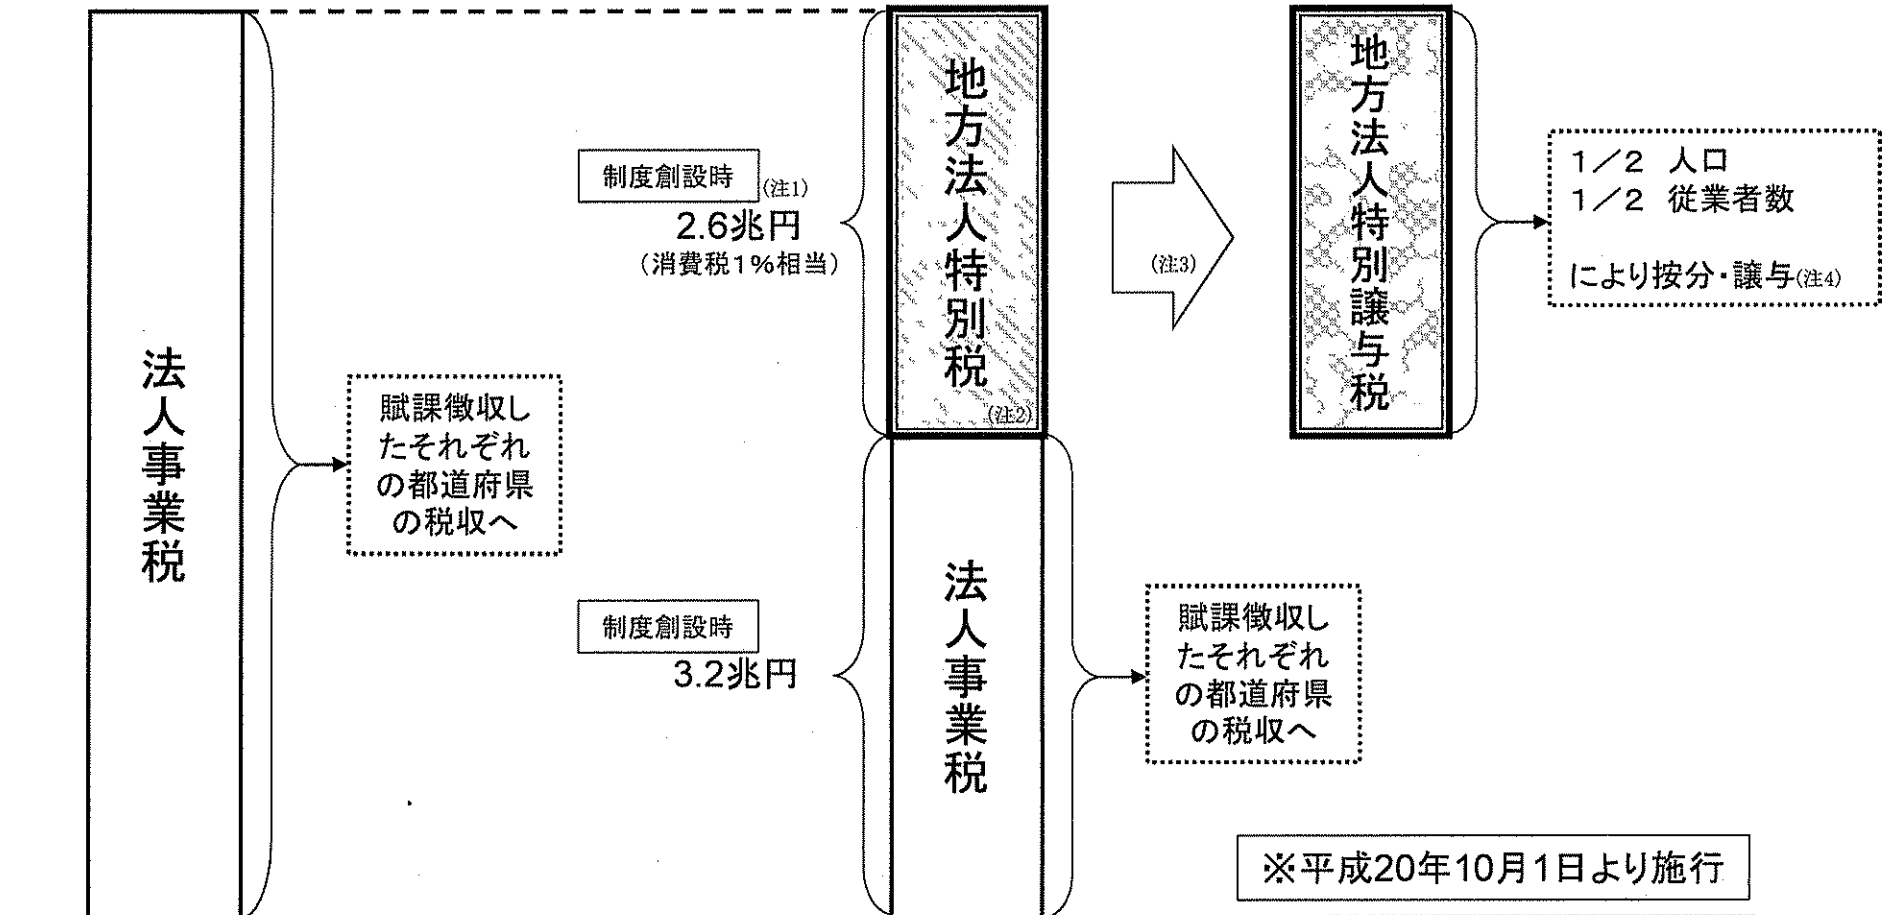 法人事業税
賦課徴収し
たそれぞれ
の都道府県
の税収へ
制度創設時(注1)
2.6兆円
(消費税1%相当)
地方法人特別税
(注2)
(注3)
地方法人特別譲与税
1/2 人口
1/2 従業者数
により按分・譲与(注4)
制度創設時
3.2兆円
法人事業税
賦課徴収し
たそれぞれ
の都道府県
の税収へ
※平成20年10月1日より施行